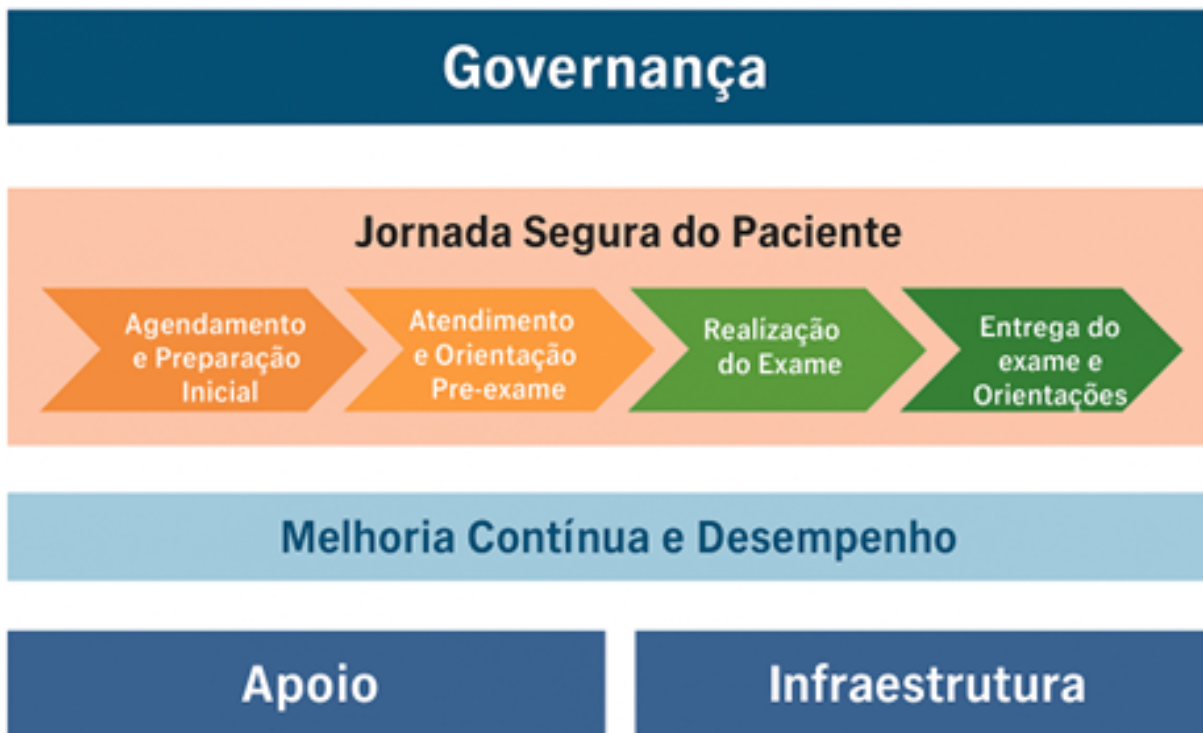 Governança
Jornada Segura do Paciente
Agendamento
e Preparação
Inicial
Atendimento
e Orientação
Pre-exame
Realização
do Exame
Entrega do
exame e
Orientações
Melhoria Contínua e Desempenho
Apoio
Infraestrutura